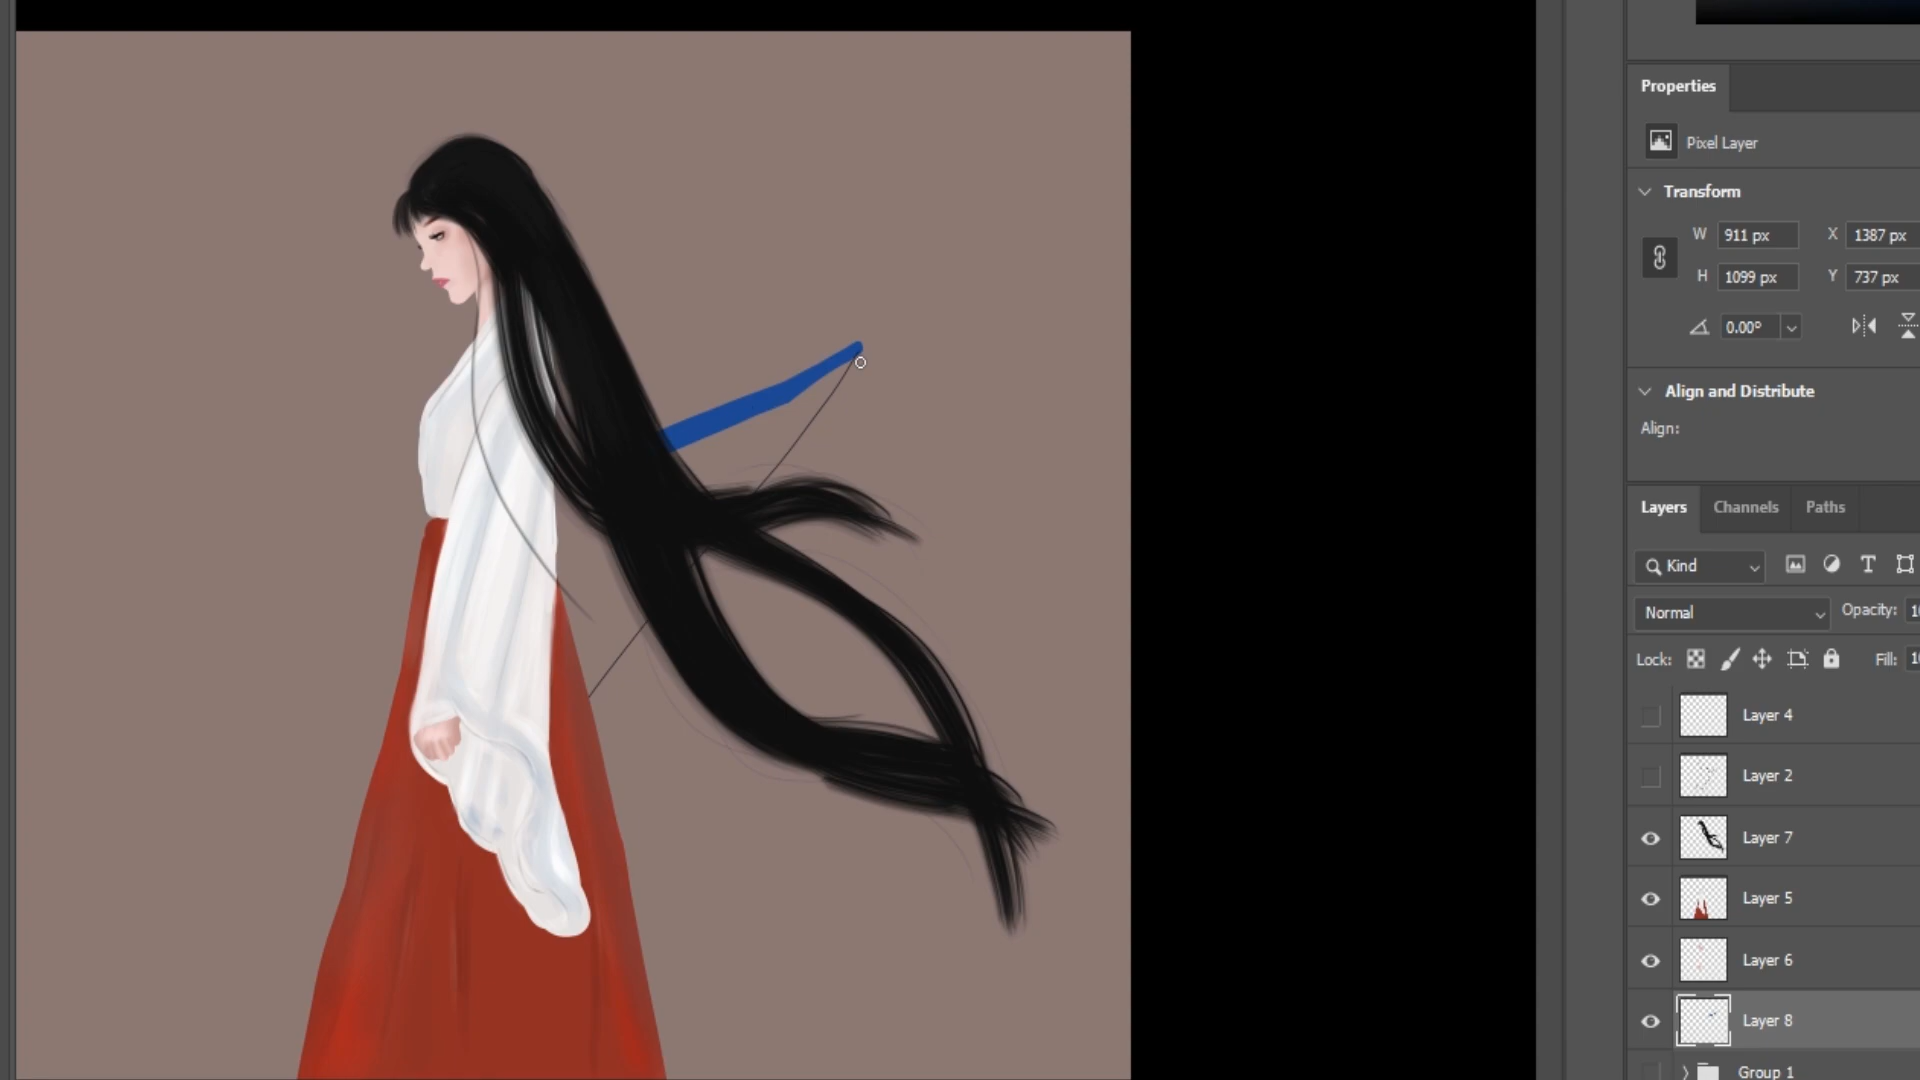 Properties
Pixel Layer
Transform
W 911 px X 1387 px
H 1099 px Y 737 px
0.00°
Align and Distribute
Align:
Layers Channels Paths
Kind
Normal Opacity:
Lock: Fill:
Layer 4
Layer 2
Layer 7
Layer 5
Layer 6
Layer 8
Group 1